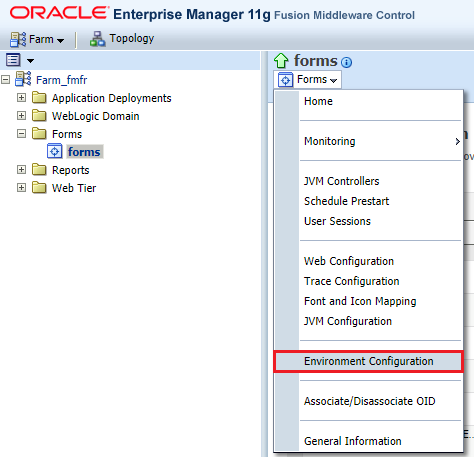 ORACLE Enterprise Manager 11g Fusion Middleware Control
Farm Topology
Farm_fmfr
Application Deployments
WebLogic Domain
Forms
forms
Reports
Web Tier
forms
Forms
Home
Monitoring
JVM Controllers
Schedule Prestart
User Sessions
Web Configuration
Trace Configuration
Font and Icon Mapping
JVM Configuration
Environment Configuration
Associate/Disassociate OID
General Information